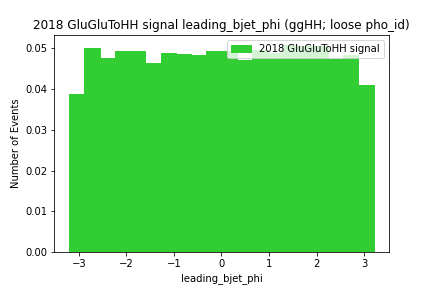 2018 GluGluToHH signal leading_bjet_phi (ggHH; loose pho_id)
2018 GluGluToHH signal
Number of Events
0.05
0.04
0.03
0.02
0.01
0.00
−3 −2 −1 0 1 2 3
leading_bjet_phi